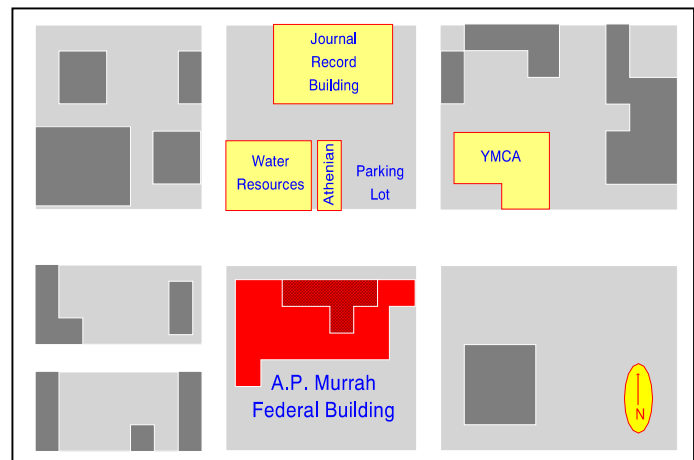 Journal
Record
Building
Water
Resources
Athenian
Parking
Lot
YMCA
A.P. Murrah
Federal Building
N